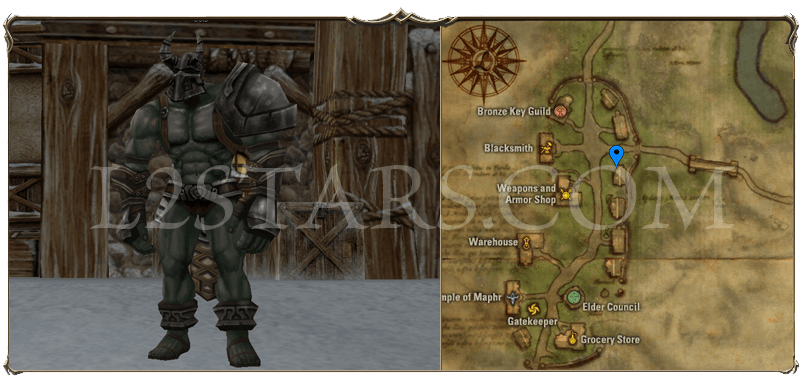 L2STARS.COM
Bronze Key Guild
Blacksmith
Weapons and
Armor Shop
Warehouse
mple of Maphr
Elder Council
Gatekeeper
Grocery Store